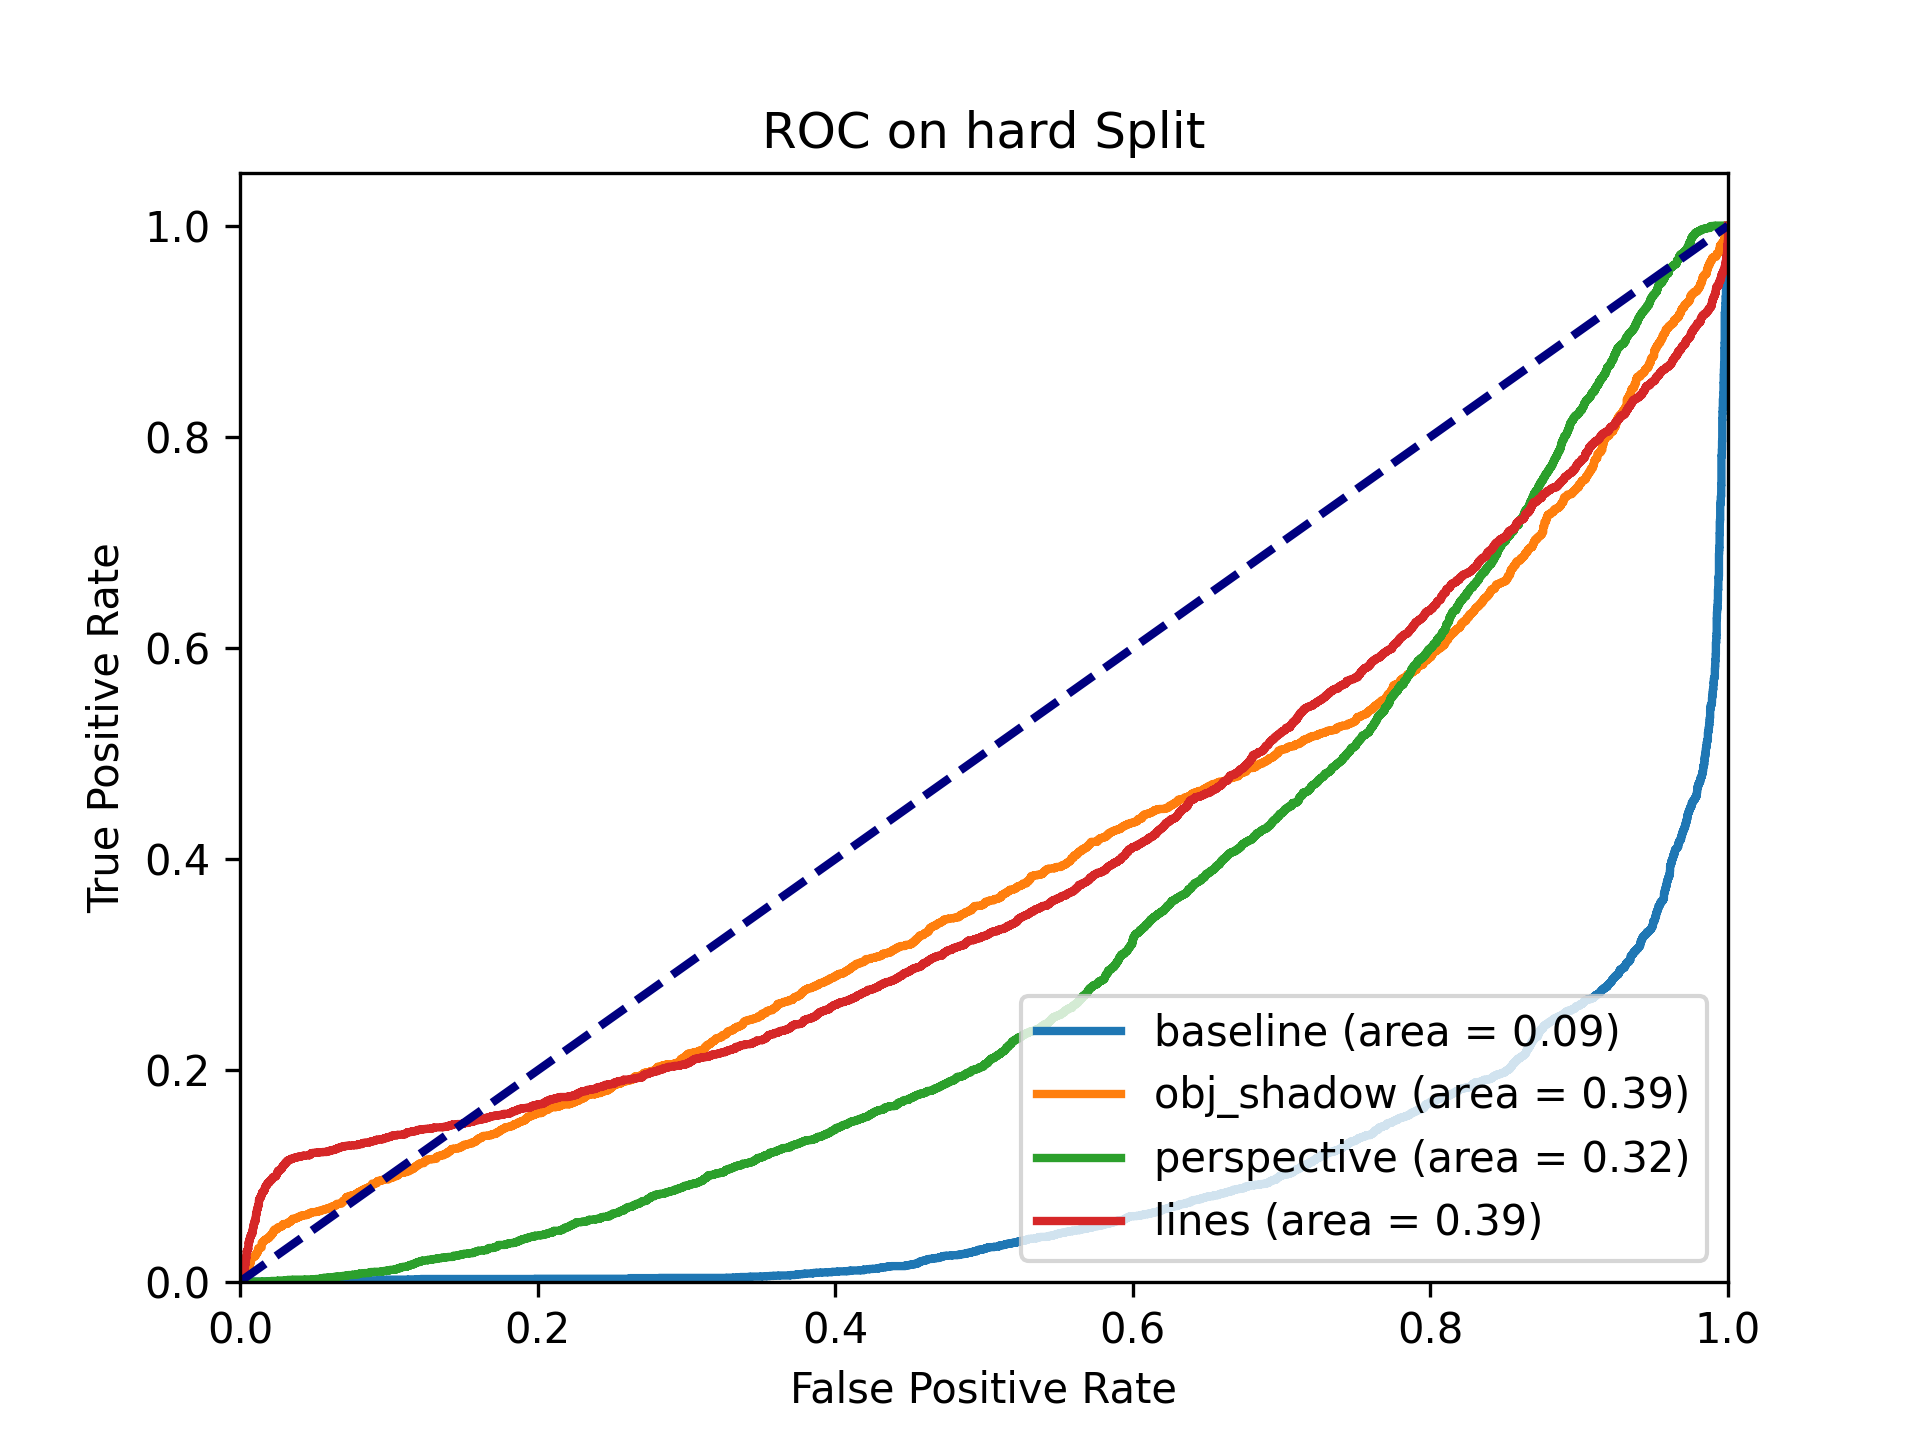 ROC on hard Split
True Positive Rate
1.0
0.8
0.6
0.4
0.2
0.0
baseline (area = 0.09)
obj_shadow (area = 0.39)
perspective (area = 0.32)
lines (area = 0.39)
0.0 0.2 0.4 0.6 0.8 1.0
False Positive Rate